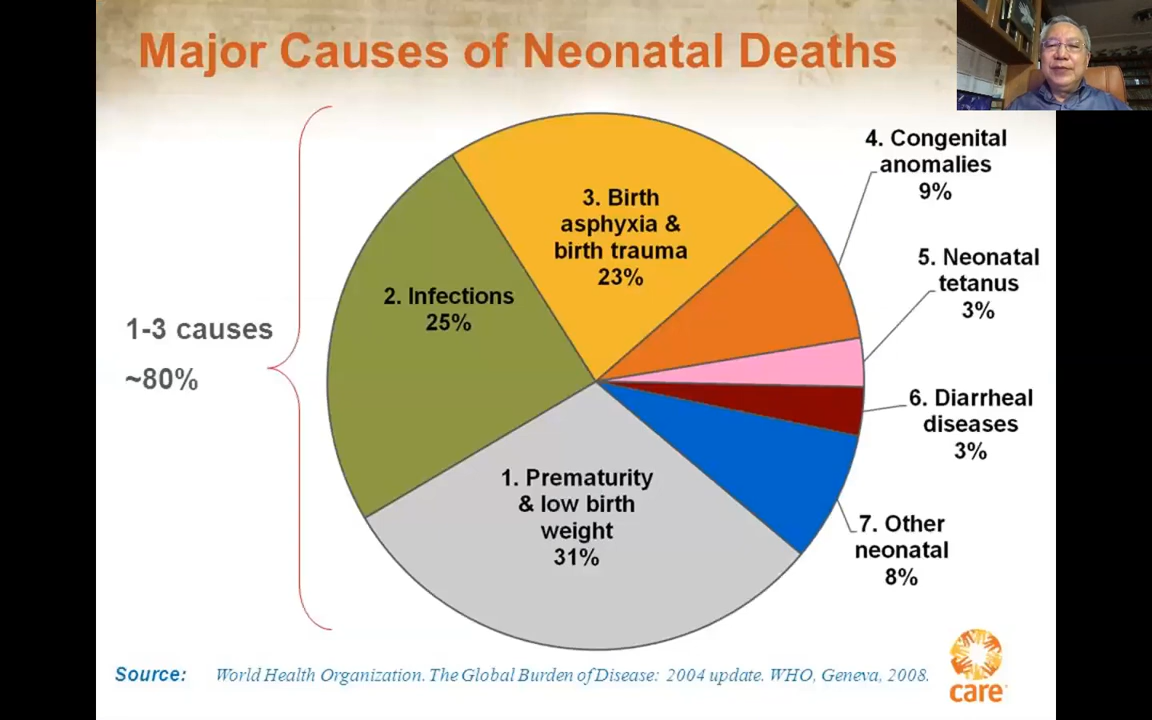 Major Causes of Neonatal Deaths
1-3 causes
~80%
3. Birth
asphyxia &
birth trauma
23%
2. Infections
25%
1. Prematurity
& low birth
weight
31%
4. Congenital
anomalies
9%
5. Neonatal
tetanus
3%
6. Diarrheal
diseases
3%
7. Other
neonatal
8%
Source: World Health Organization. The Global Burden of Disease: 2004 update. WHO, Geneva, 2008.
care